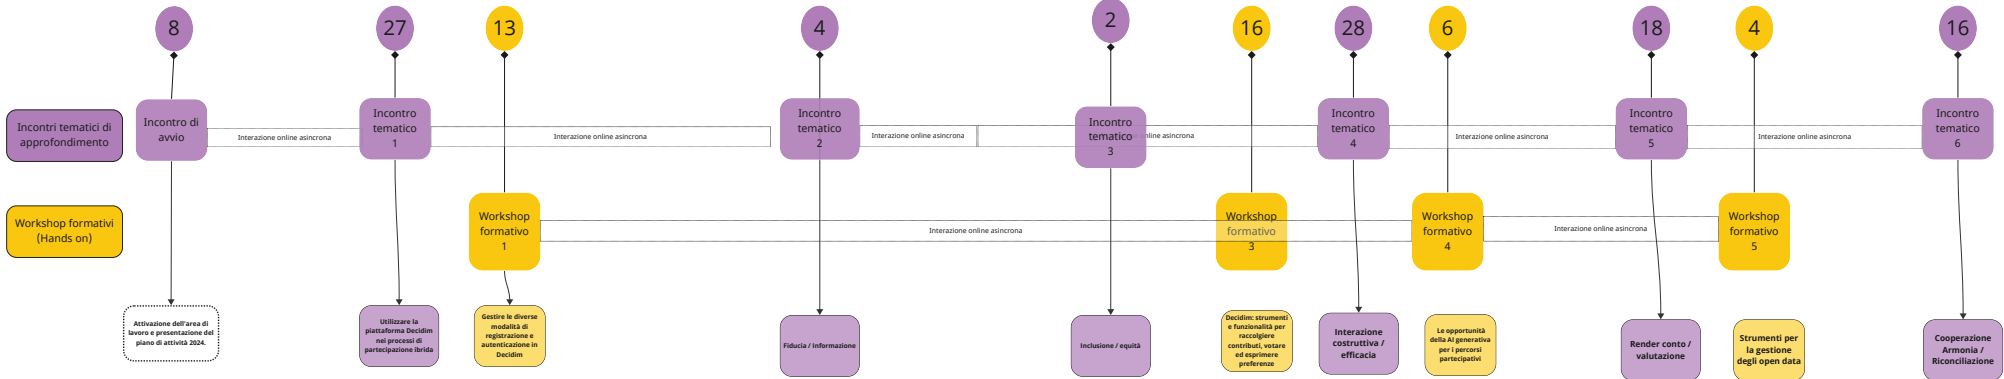 8
27
13
4
2
16
28
6
18
4
16
Incontri tematici di
approfondimento
Incontro di
avvio
Interazione online asincrona
Incontro
tematico
1
Interazione online asincrona
Incontro
tematico
2
Interazione online asincrona
Incontro
tematico
3
online asincrona
Incontro
tematico
4
Interazione online asincrona
Incontro
tematico
5
Interazione online asincrona
Incontro
tematico
6
Workshop formativi
(Hands on)
Workshop
formativo
1
Interazione online asincrona
Workshop
formativo
3
Workshop
formativo
4
Interazione online asincrona
Workshop
formativo
5
Attivazione dell'area di
lavoro e presentazione del
piano di attività 2024.
Utilizzare la
piattaforma Decidim
nei processi di
partecipazione ibrida
Gestire le diverse
modalità di
registrazione e
autenticazione in
Decidim
Fiducia / Informazione
Inclusione / equità
Decidim: strumenti
e funzionalità per
raccolgiere
contributi, votare
ed esprimere
preferenze
Interazione
costruttiva /
efficacia
Le opportunità
della AI generativa
per i percorsi
partecipativi
Render conto /
valutazione
Strumenti per
la gestione
degli open data
Cooperazione
Armonia /
Riconciliazione